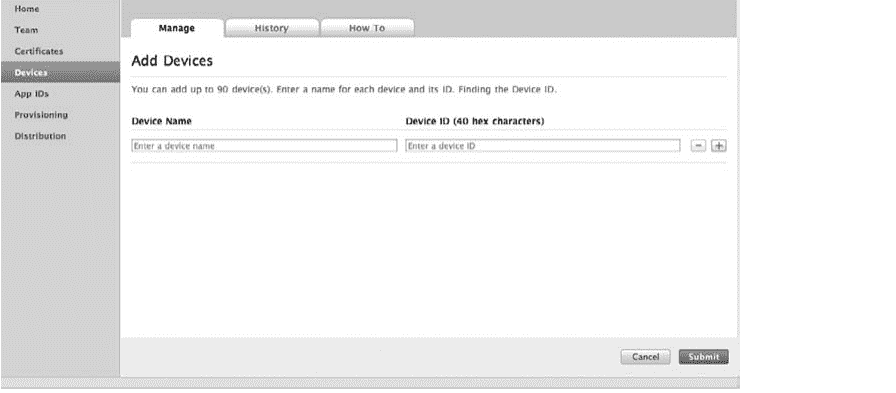 Home
Team
Certificates
Devices
App IDs
Provisioning
Distribution
Manage
History
How To
Add Devices
You can add up to 90 device(s). Enter a name for each device and its ID. Finding the Device ID.
Device Name
Device ID (40 hex characters)
Enter a device name
Enter a device ID
Cancel
Submit